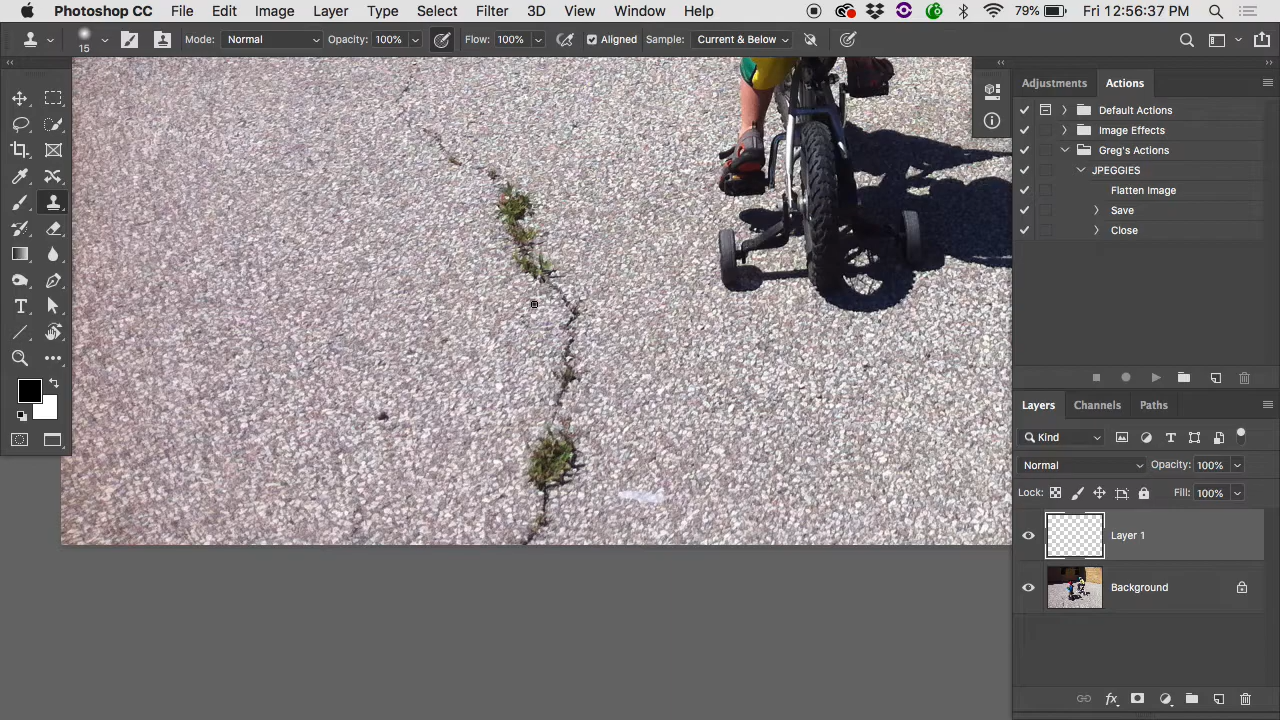 Photoshop CC File Edit Image Layer Type Select Filter 3D View Window Help 79% Fri 12:56:37 PM
15 Mode: Normal Opacity: 100% Flow: 100% Aligned Sample: Current & Below
Adjustments Actions
Default Actions
Image Effects
Greg's Actions
JPEGGIES
Flatten Image
Save
Close
Layers Channels Paths
Kind
Normal Opacity: 100%
Lock: Fill: 100%
Layer 1
Background